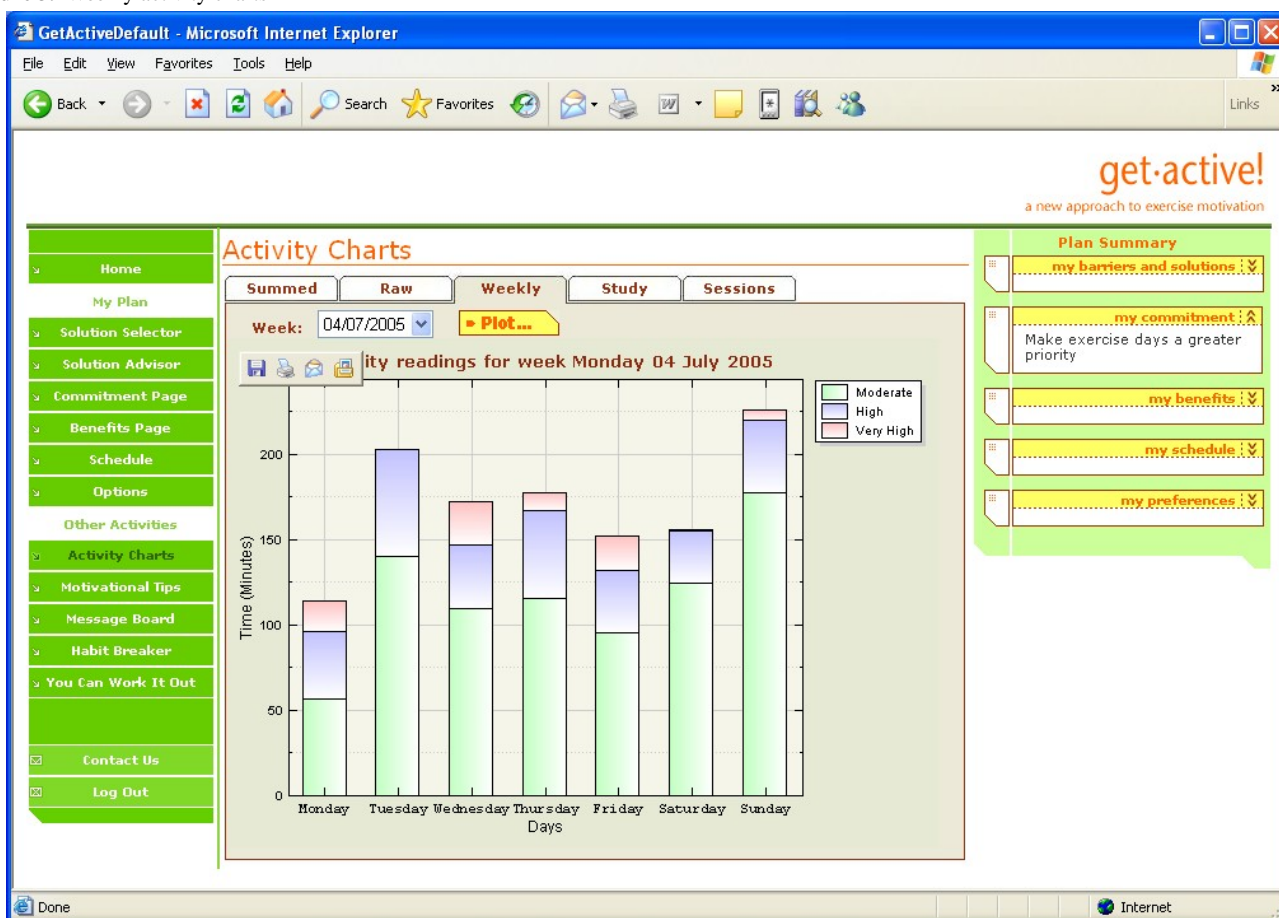 GetActiveDefault - Microsoft Internet Explorer
File Edit View Favorites Tools Help
Back Search Favorites Links
get·active!
a new approach to exercise motivation
Home
My Plan
Solution Selector
Solution Advisor
Commitment Page
Benefits Page
Schedule
Options
Other Activities
Activity Charts
Motivational Tips
Message Board
Habit Breaker
You Can Work It Out
Contact Us
Log Out
Activity Charts
Summed Raw Weekly Study Sessions
Week: 04/07/2005 Plot...
ity readings for week Monday 04 July 2005
Moderate
High
Very High
Time (Minutes)
200
150
100
50
0
Monday Tuesday Wednesday Thursday Friday Saturday Sunday
Days
Plan Summary
my barriers and solutions
my commitment
Make exercise days a greater
priority
my benefits
my schedule
my preferences
Done Internet